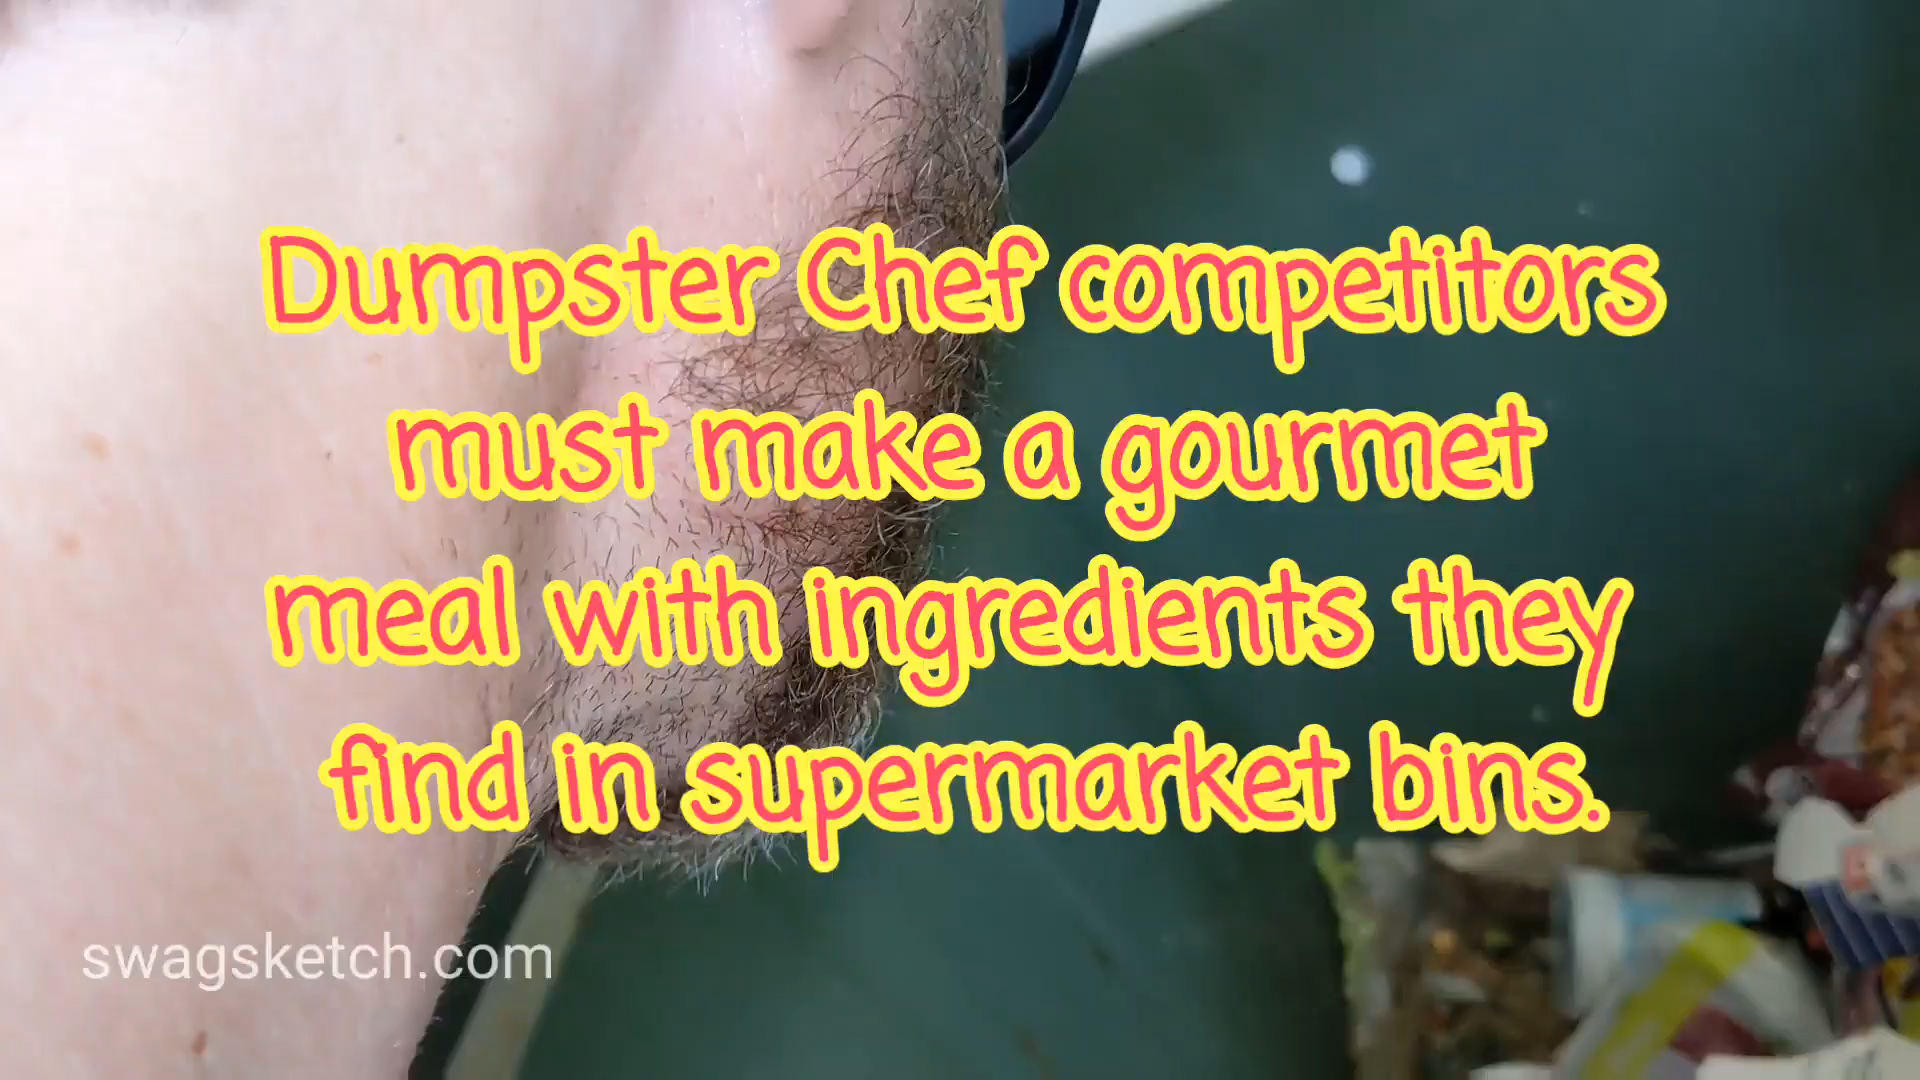 Dumpster Chef competitors
must make a gourmet
meal with ingredients they
find in supermarket bins.
swagsketch.com